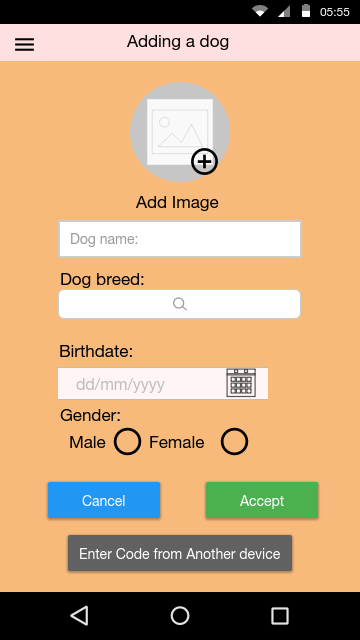 05:55
Adding a dog
Add Image
Dog name:
Dog breed:
Birthdate:
dd/mm/yyyy
Gender:
Male Female
Cancel Accept
Enter Code from Another device